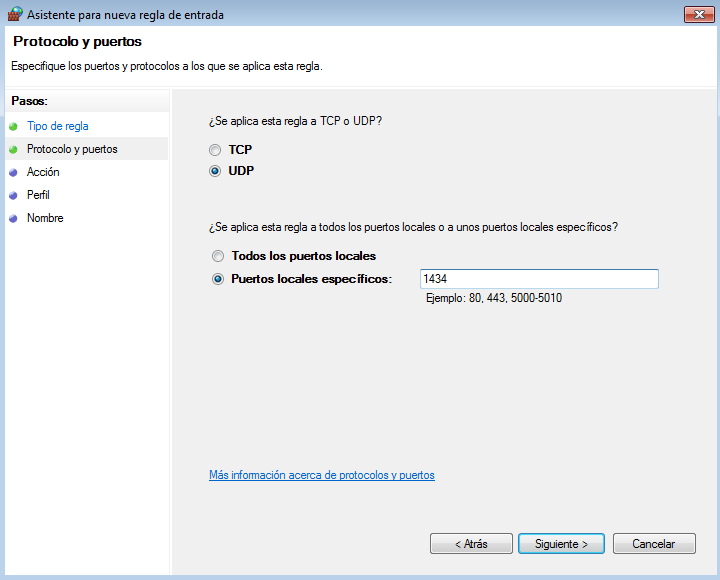 Asistente para nueva regla de entrada
Protocolo y puertos
Especifique los puertos y protocolos a los que se aplica esta regla.
Pasos:
Tipo de regla
Protocolo y puertos
Acción
Perfil
Nombre
¿Se aplica esta regla a TCP o UDP?
TCP
UDP
¿Se aplica esta regla a todos los puertos locales o a unos puertos locales específicos?
Todos los puertos locales
Puertos locales específicos: 1434
Ejemplo: 80, 443, 5000-5010
Más información acerca de protocolos y puertos
< Atrás Siguiente > Cancelar